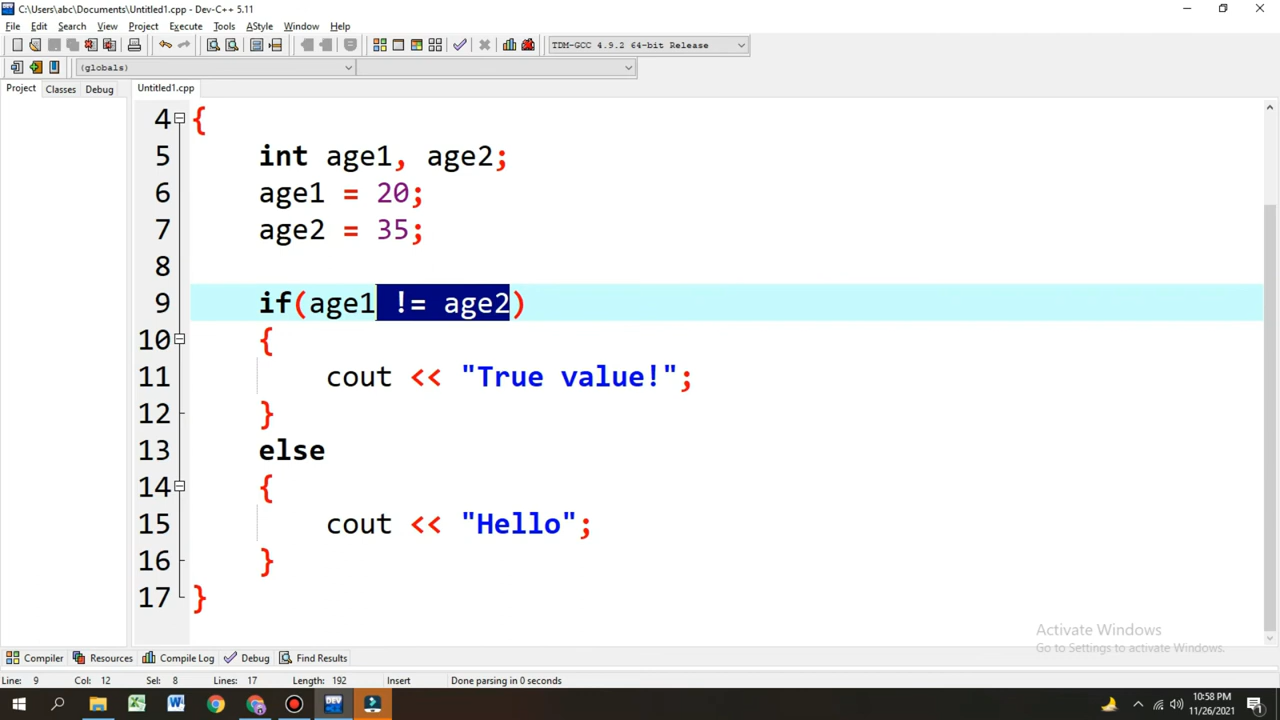 C:\Users\abc\Documents\Untitled1.cpp - Dev-C++ 5.11
File Edit Search View Project Execute Tools AStyle Window Help
TDM-GCC 4.9.2 64-bit Release
(globals)
Project Classes Debug Untitled1.cpp
4 {
5 int age1, age2;
6 age1 = 20;
7 age2 = 35;
8
9 if(age1 != age2)
10 {
11 cout << "True value!";
12 }
13 else
14 {
15 cout << "Hello";
16 }
17 }
Activate Windows
Go to Settings to activate Windows.
Compiler Resources Compile Log Debug Find Results
Line: 9 Col: 12 Sel: 8 Lines: 17 Length: 192 Insert Done parsing in 0 seconds
DEV
10:58 PM
11/26/2021
1